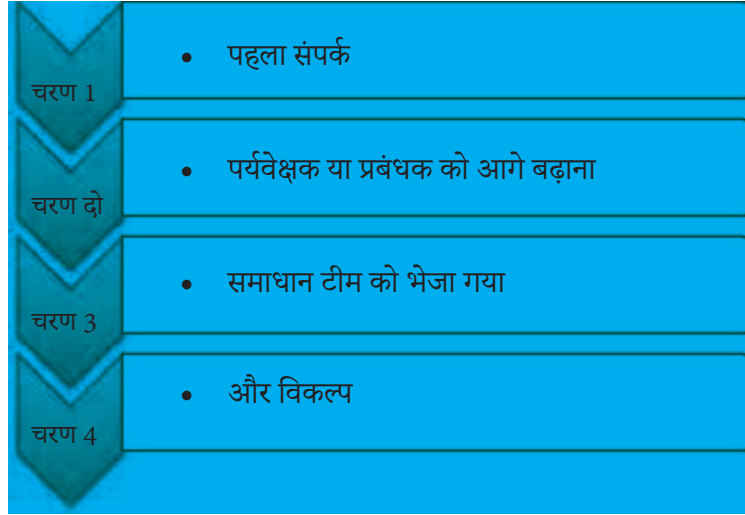 चरण 1
• पहला संपर्क
चरण दो
• पर्यवेक्षक या प्रबंधक को आगे बढ़ाना
चरण 3
• समाधान टीम को भेजा गया
चरण 4
• और विकल्प